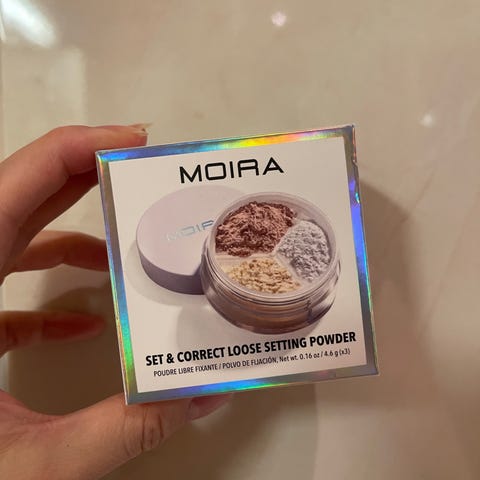 MOIRA
MOIRA
SET & CORRECT LOOSE SETTING POWDER
POUDRE LIBRE FIXANTE / POLVO DE FIJACIÓN, Net wt. 0.16 oz / 4.6 g (x3)